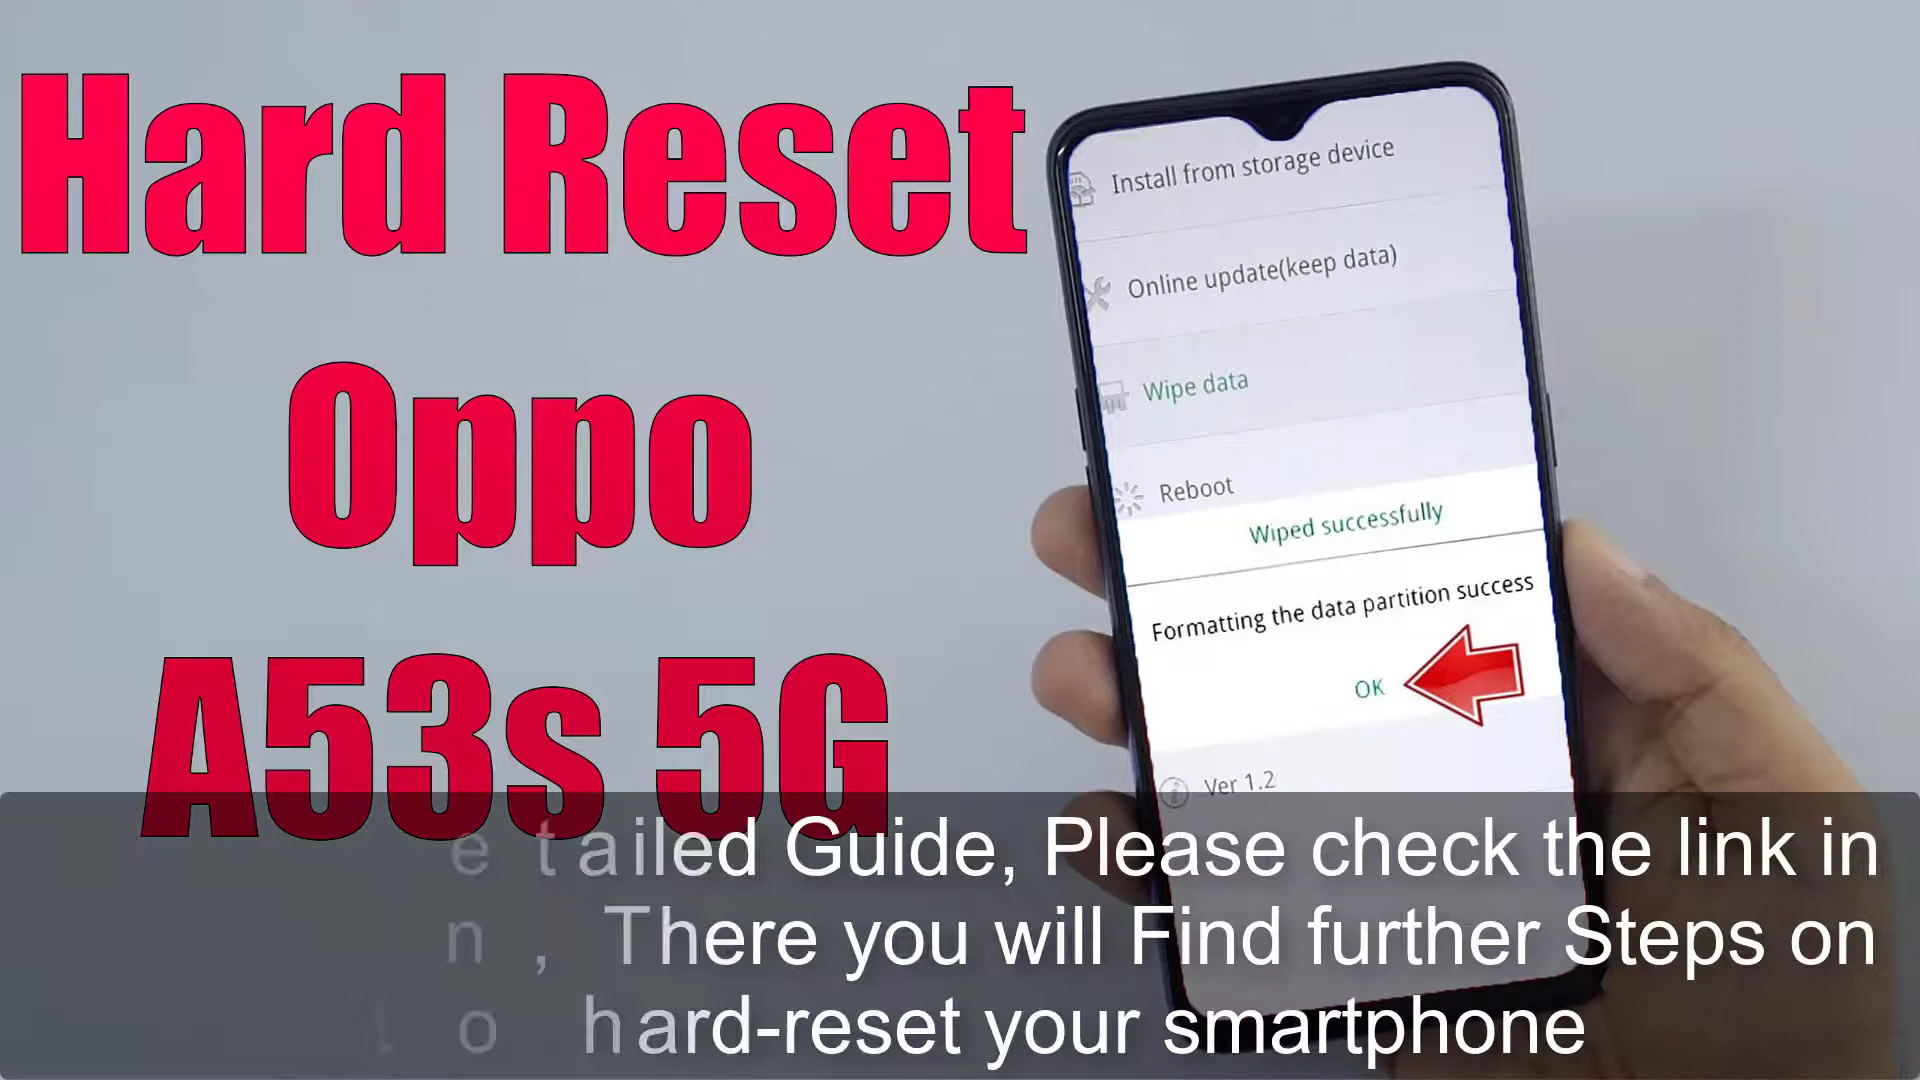 Hard Reset
Oppo
A53s 5G
Install from storage device
Online update(keep data)
Wipe data
Reboot
Wiped successfully
Formatting the data partition success
OK
Ver 1.2
etailed Guide, Please check the link in
n, There you will Find further Steps on
to hard-reset your smartphone